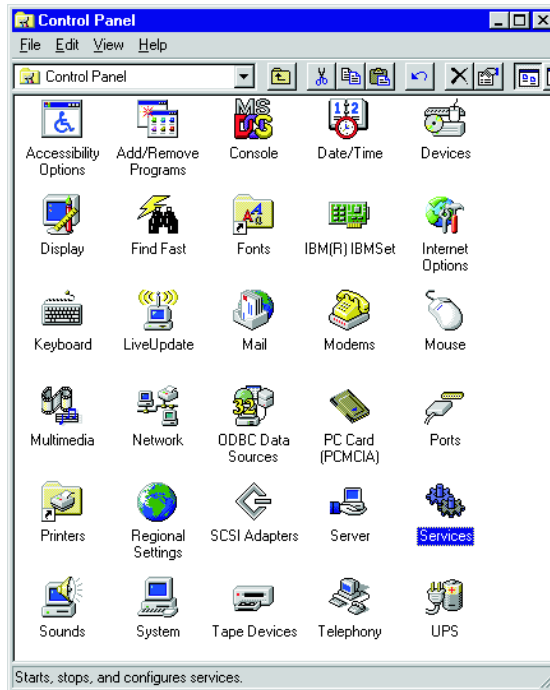 Control Panel
File Edit View Help
Control Panel
Accessibility Options
Add/Remove Programs
MS DOS
Console
1 2
Date/Time
Devices
Display
Find Fast
Fonts
IBM(R) IBMSet
Internet Options
Keyboard
LiveUpdate
Mail
Modems
Mouse
Multimedia
Network
32
ODBC Data Sources
PC Card (PCMCIA)
Ports
Printers
Regional Settings
SCSI Adapters
Server
Services
Sounds
System
Tape Devices
Telephony
UPS
Starts, stops, and configures services.